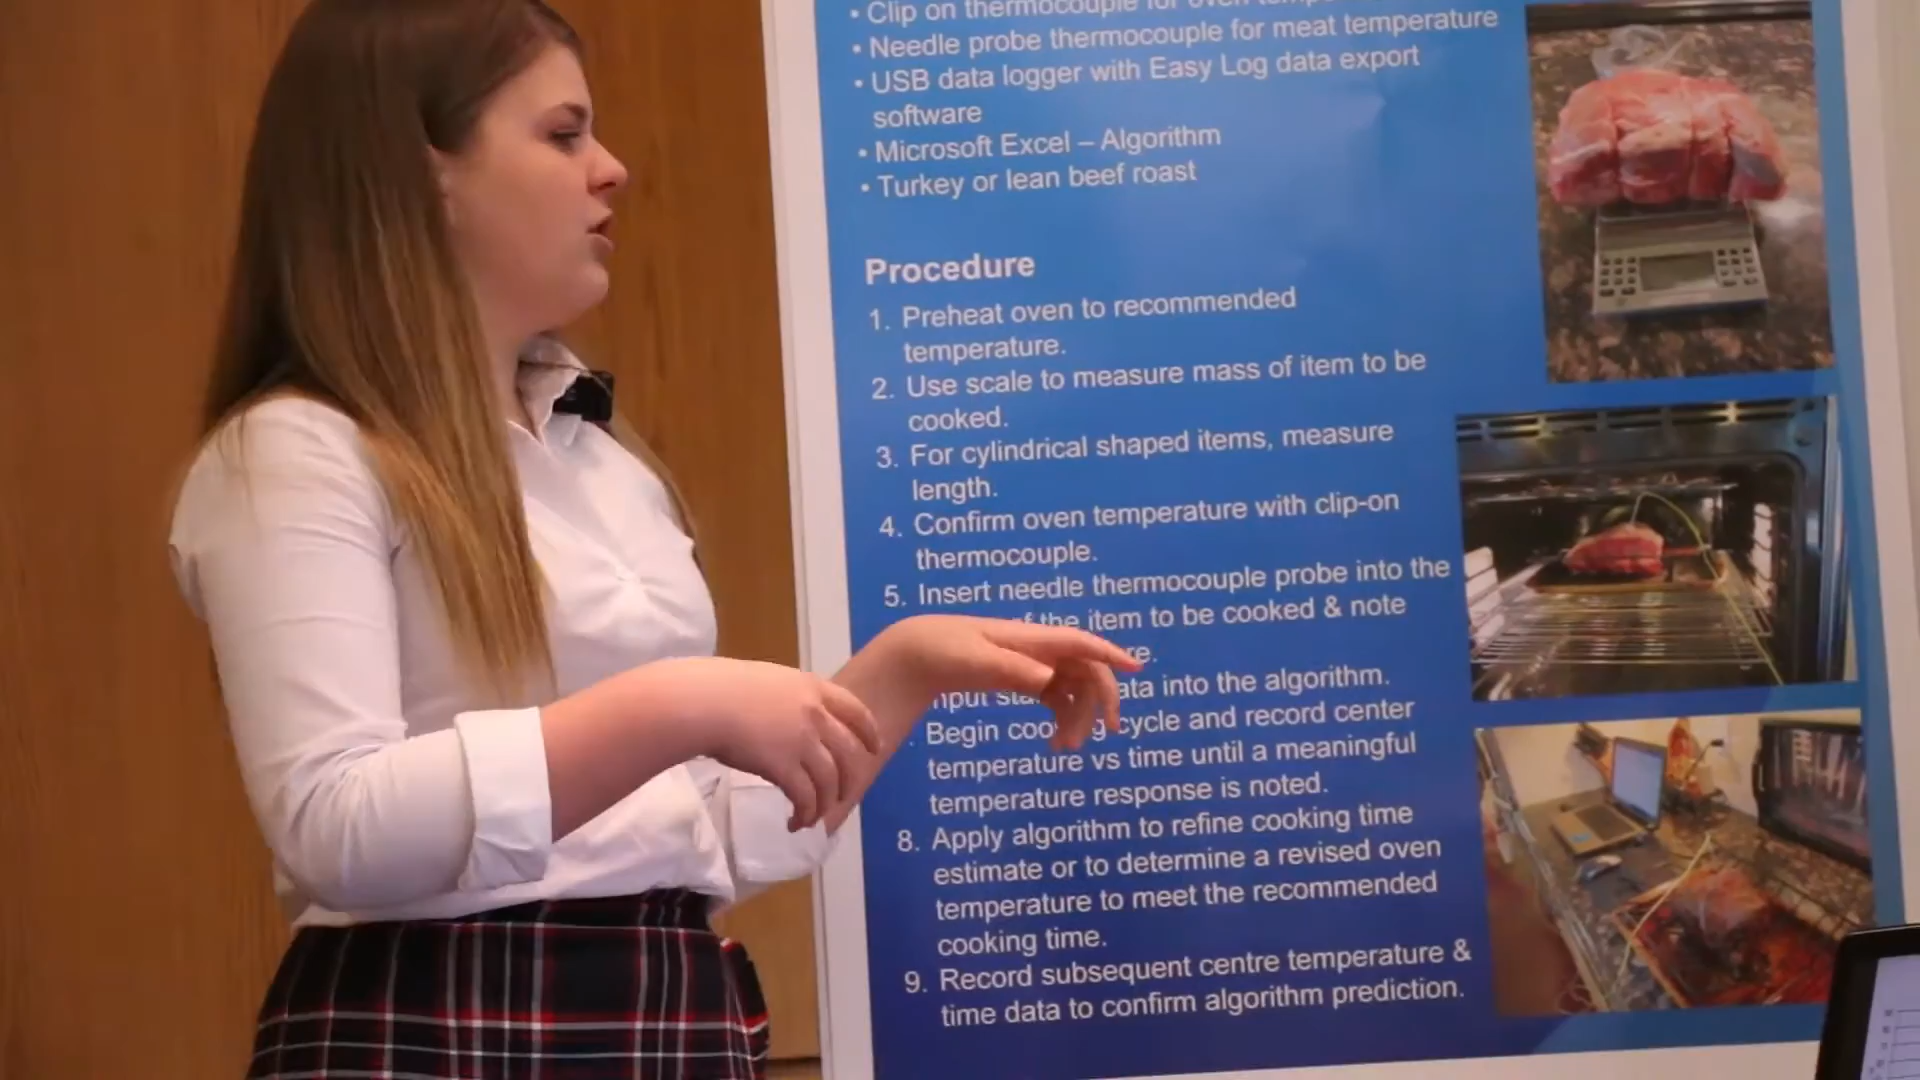 • Clip on thermocouple for oven
• Needle probe thermocouple for meat temperature
• USB data logger with Easy Log data export
software
• Microsoft Excel – Algorithm
• Turkey or lean beef roast
Procedure
1. Preheat oven to recommended
temperature.
2. Use scale to measure mass of item to be
cooked.
3. For cylindrical shaped items, measure
length.
4. Confirm oven temperature with clip-on
thermocouple.
5. Insert needle thermocouple probe into the
the item to be cooked & note
into the algorithm.
Begin cycle and record center
temperature vs time until a meaningful
temperature response is noted.
8. Apply algorithm to refine cooking time
estimate or to determine a revised oven
temperature to meet the recommended
cooking time.
9. Record subsequent centre temperature &
time data to confirm algorithm prediction.